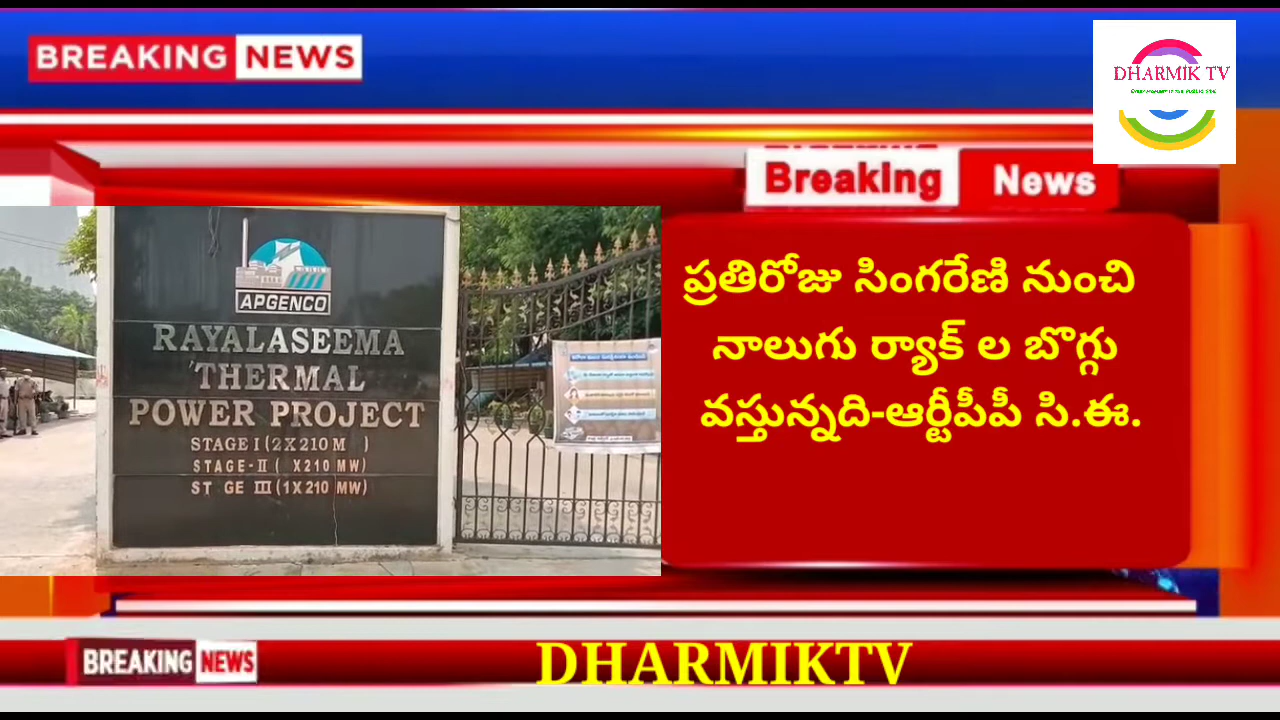 BREAKING NEWS
DHARMIK TV
Breaking News
ప్రతిరోజు సింగరేణి నుంచి
నాలుగు ర్యాక్ ల బొగ్గు
వస్తున్నది-ఆర్టీపీపీ సి.ఈ.
APGENCO
RAYALASEEMA
THERMAL
POWER PROJECT
STAGE I (2X210 M )
STAGE-II ( X210 MW)
ST GE III (1X210 MW)
BREAKING NEWS
DHARMIKTV